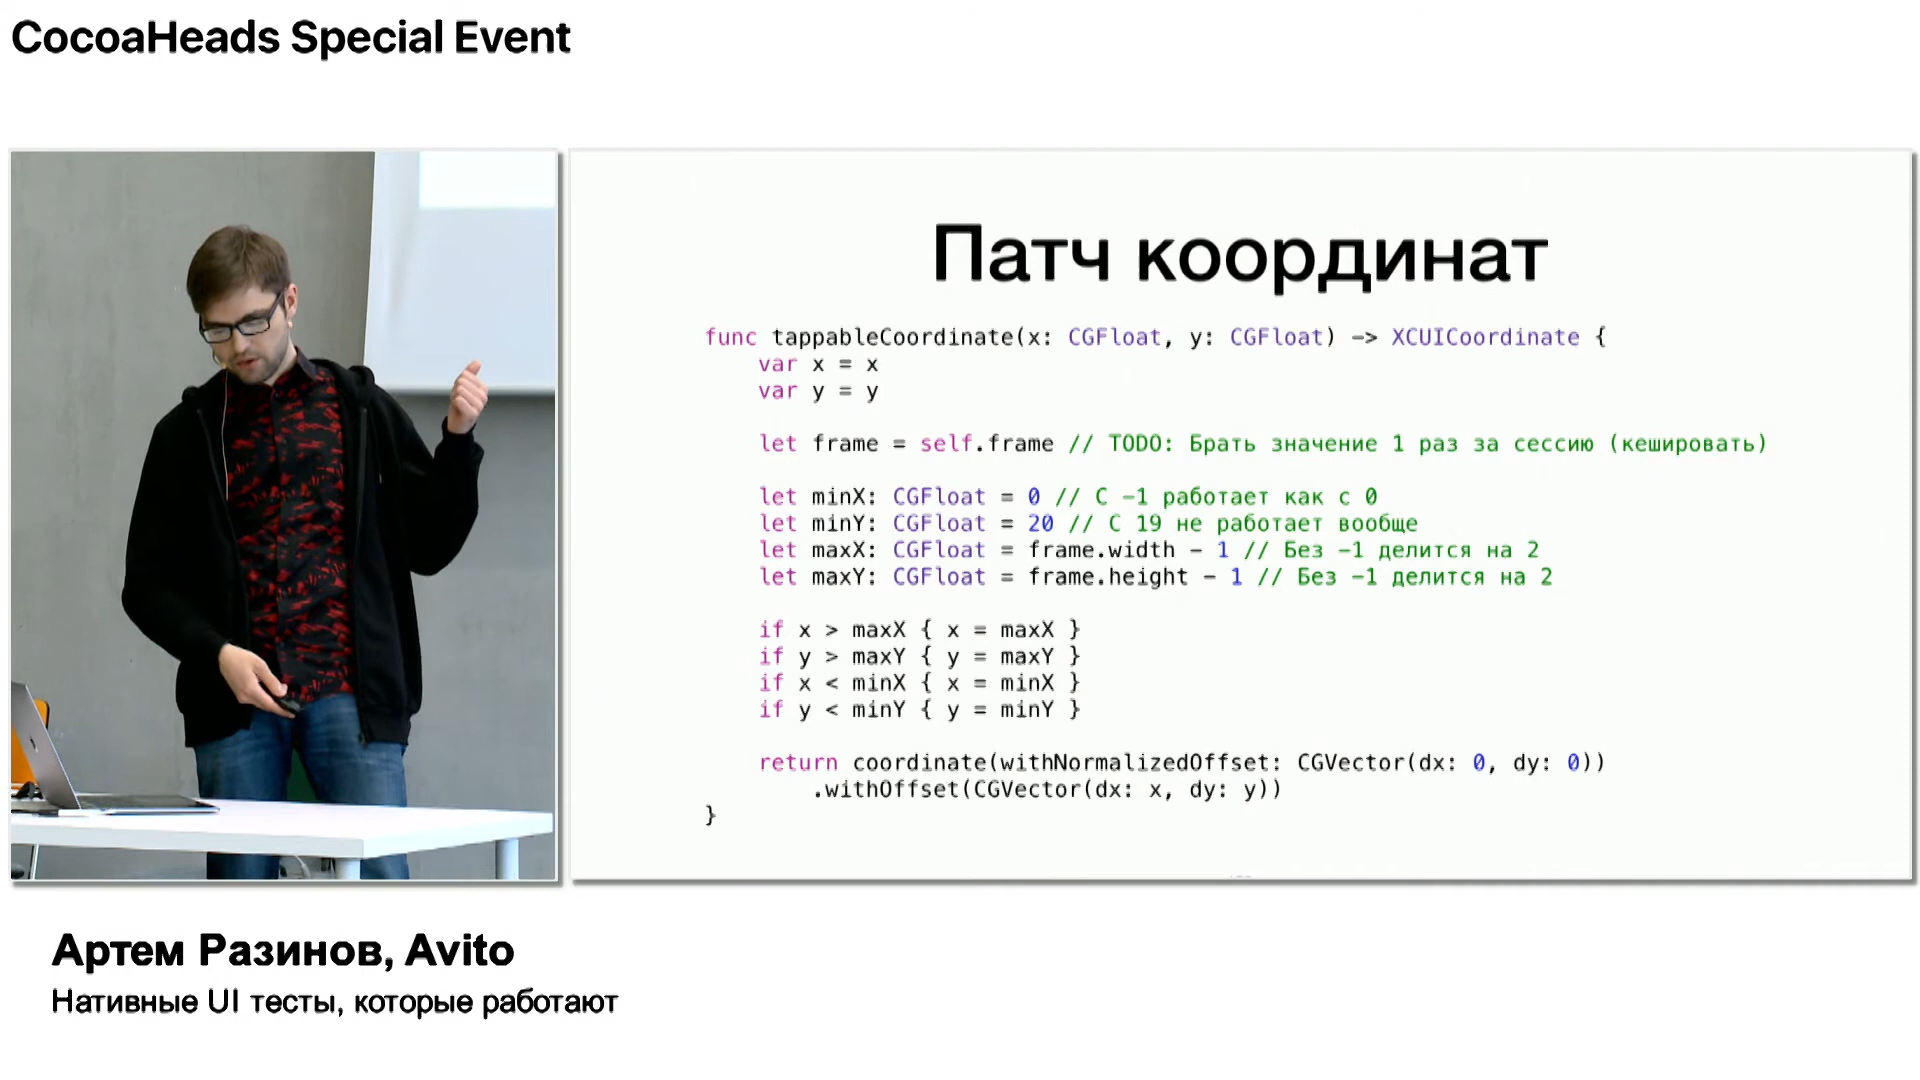 CocoaHeads Special Event
Патч координат
func tappableCoordinate(x: CGFloat, y: CGFloat) -> XCUICoordinate {
var x = x
var y = y
let frame = self.frame // TODO: Брать значение 1 раз за сессию (кешировать)
let minX: CGFloat = 0 // С -1 работает как с 0
let minY: CGFloat = 20 // С 19 не работает вообще
let maxX: CGFloat = frame.width - 1 // Без -1 делится на 2
let maxY: CGFloat = frame.height - 1 // Без -1 делится на 2
if x > maxX { x = maxX }
if y > maxY { y = maxY }
if x < minX { x = minX }
if y < minY { y = minY }
return coordinate(withNormalizedOffset: CGVector(dx: 0, dy: 0))
.withOffset(CGVector(dx: x, dy: y))
}
Артем Разинов, Avito
Нативные UI тесты, которые работают